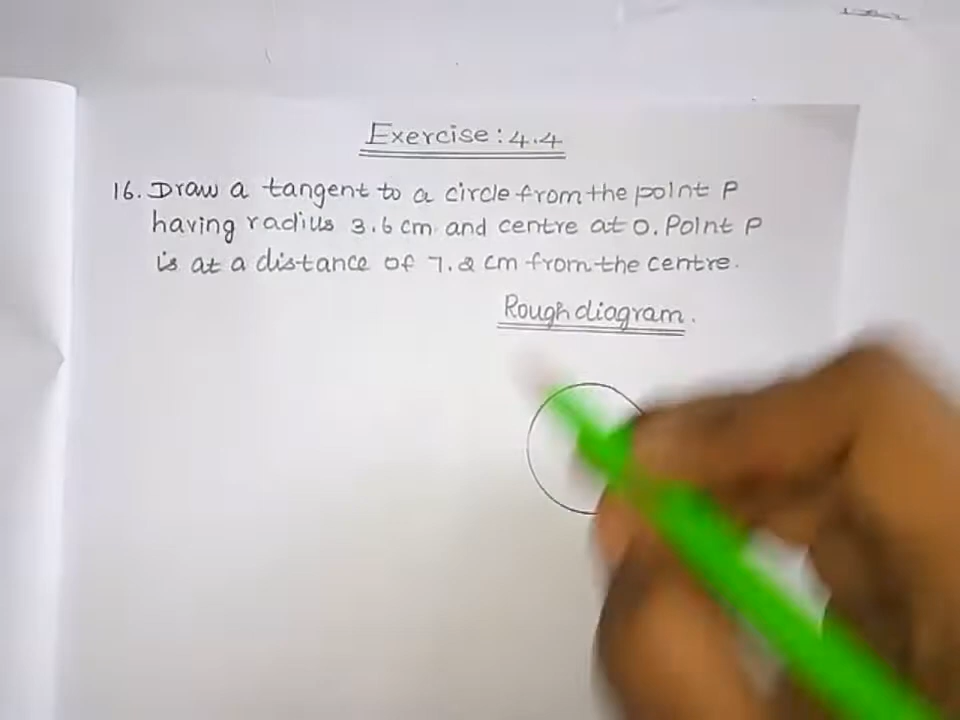 Exercise: 4.4
16. Draw a tangent to a circle from the point P
having radius 3.6 cm and centre at O. Point P
is at a distance of 7.2 cm from the centre.
Rough diagram.